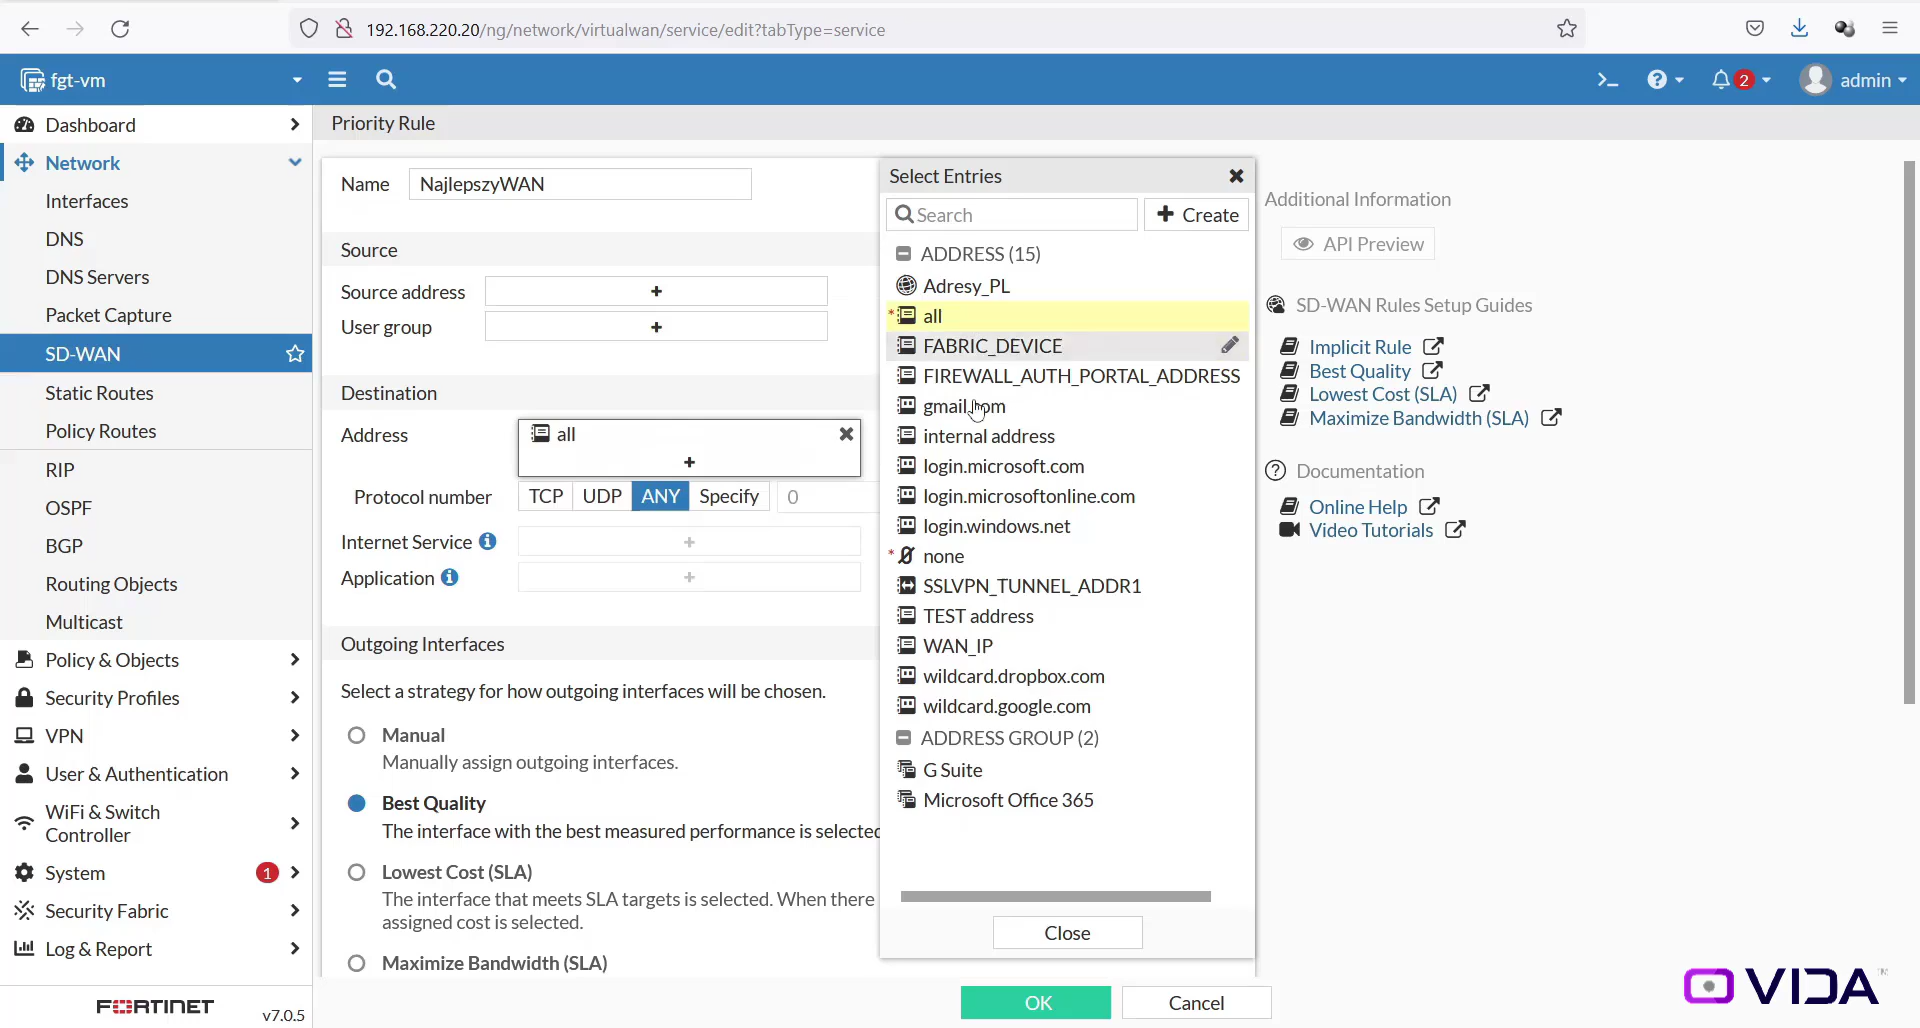 192.168.220.20/ng/network/virtualwan/service/edit?tabType=service
fgt-vm
2
admin
Dashboard
Network
Interfaces
DNS
DNS Servers
Packet Capture
SD-WAN
Static Routes
Policy Routes
RIP
OSPF
BGP
Routing Objects
Multicast
Policy & Objects
Security Profiles
VPN
User & Authentication
WiFi & Switch
Controller
System
1
Security Fabric
Log & Report
FORTINET
v7.0.5
Priority Rule
Name
NajlepszyWAN
Source
Source address
+
User group
+
Destination
Address
all
+
Protocol number
TCP UDP ANY Specify 0
Internet Service
+
Application
+
Outgoing Interfaces
Select a strategy for how outgoing interfaces will be chosen.
Manual
Manually assign outgoing interfaces.
Best Quality
The interface with the best measured performance is selected
Lowest Cost (SLA)
The interface that meets SLA targets is selected. When there
assigned cost is selected.
Maximize Bandwidth (SLA)
Select Entries
Search
+ Create
ADDRESS (15)
Adresy_PL
* all
FABRIC_DEVICE
FIREWALL_AUTH_PORTAL_ADDRESS
gmail.com
internal address
login.microsoft.com
login.microsoftonline.com
login.windows.net
* none
SSLVPN_TUNNEL_ADDR1
TEST address
WAN_IP
wildcard.dropbox.com
wildcard.google.com
ADDRESS GROUP (2)
G Suite
Microsoft Office 365
Close
OK
Cancel
Additional Information
API Preview
SD-WAN Rules Setup Guides
Implicit Rule
Best Quality
Lowest Cost (SLA)
Maximize Bandwidth (SLA)
Documentation
Online Help
Video Tutorials
VIDA